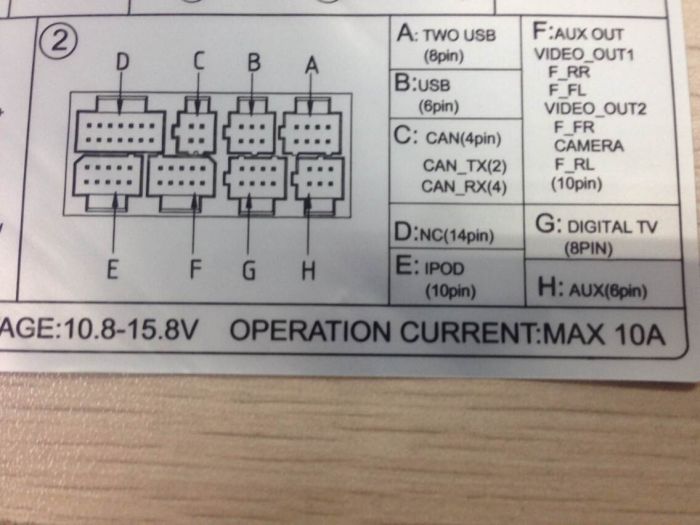 2
D C B A
E F G H
A: TWO USB
(8pin)
B:USB
(6pin)
C: CAN(4pin)
CAN_TX(2)
CAN_RX(4)
D:NC(14pin)
E: IPOD
(10pin)
F:AUX OUT
VIDEO_OUT1
F_RR
F_FL
VIDEO_OUT2
F_FR
CAMERA
F_RL
(10pin)
G: DIGITAL TV
(8PIN)
H: AUX(6pin)
AGE:10.8-15.8V OPERATION CURRENT:MAX 10A